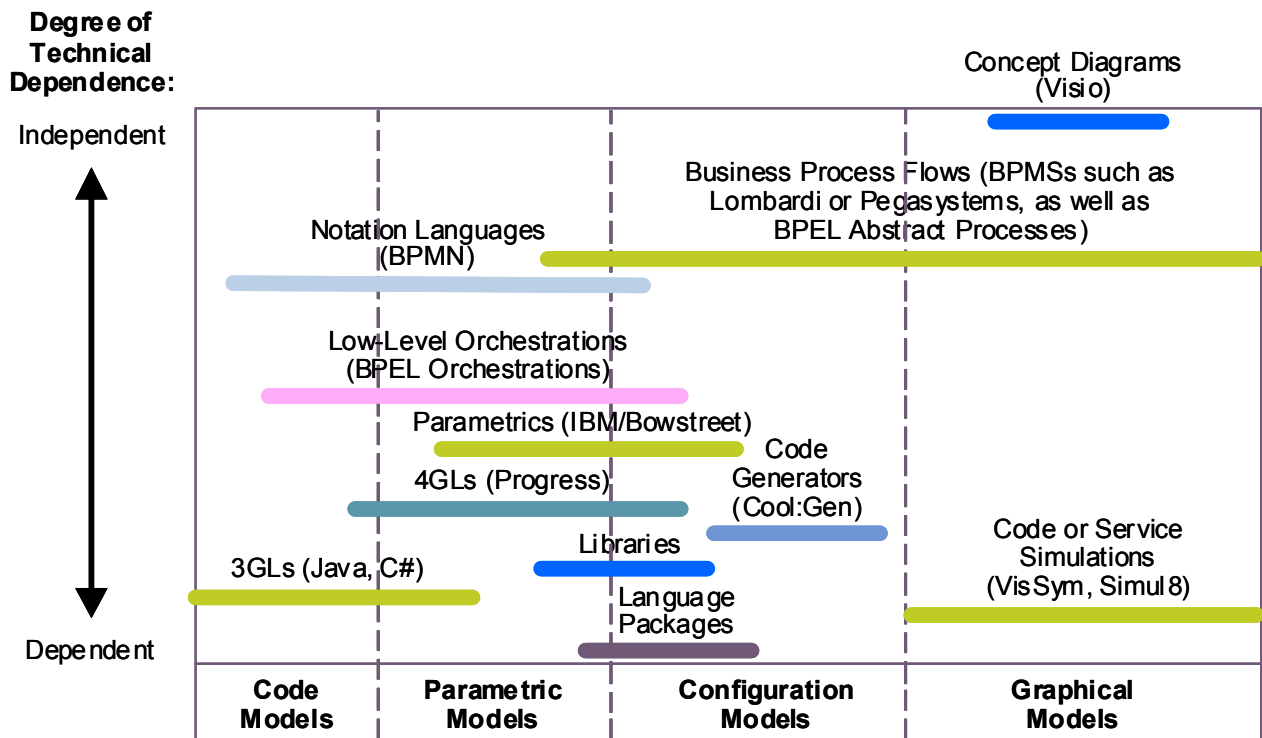 Degree of
Technical
Dependence:
Independent
Dependent
Concept Diagrams
(Visio)
Business Process Flows (BPMSs such as
Lombardi or Pegasystems, as well as
BPEL Abstract Processes)
Notation Languages
(BPMN)
Low-Level Orchestrations
(BPEL Orchestrations)
Parametrics (IBM/Bowstreet)
Code
Generators
(Cool:Gen)
4GLs (Progress)
Libraries
3GLs (Java, C#)
Code or Service
Simulations
(VisSym, Simul8)
Language
Packages
Code
Models
Parametric
Models
Configuration
Models
Graphical
Models